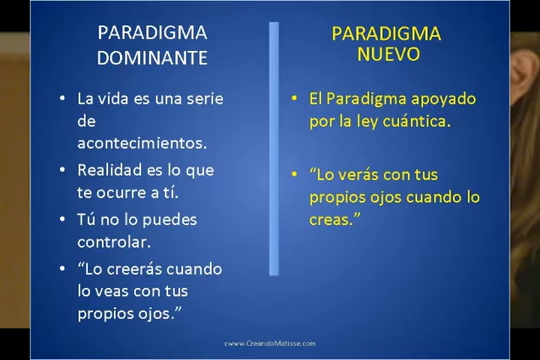 PARADIGMA
DOMINANTE
• La vida es una serie
de
acontecimientos.
• Realidad es lo que
te ocurre a tí.
• Tú no lo puedes
controlar.
• “Lo creerás cuando
lo veas con tus
propios ojos.”
PARADIGMA
NUEVO
• El Paradigma apoyado
por la ley cuántica.
• “Lo verás con tus
propios ojos cuando lo
creas.”
cwww.CreandoMatisse.com